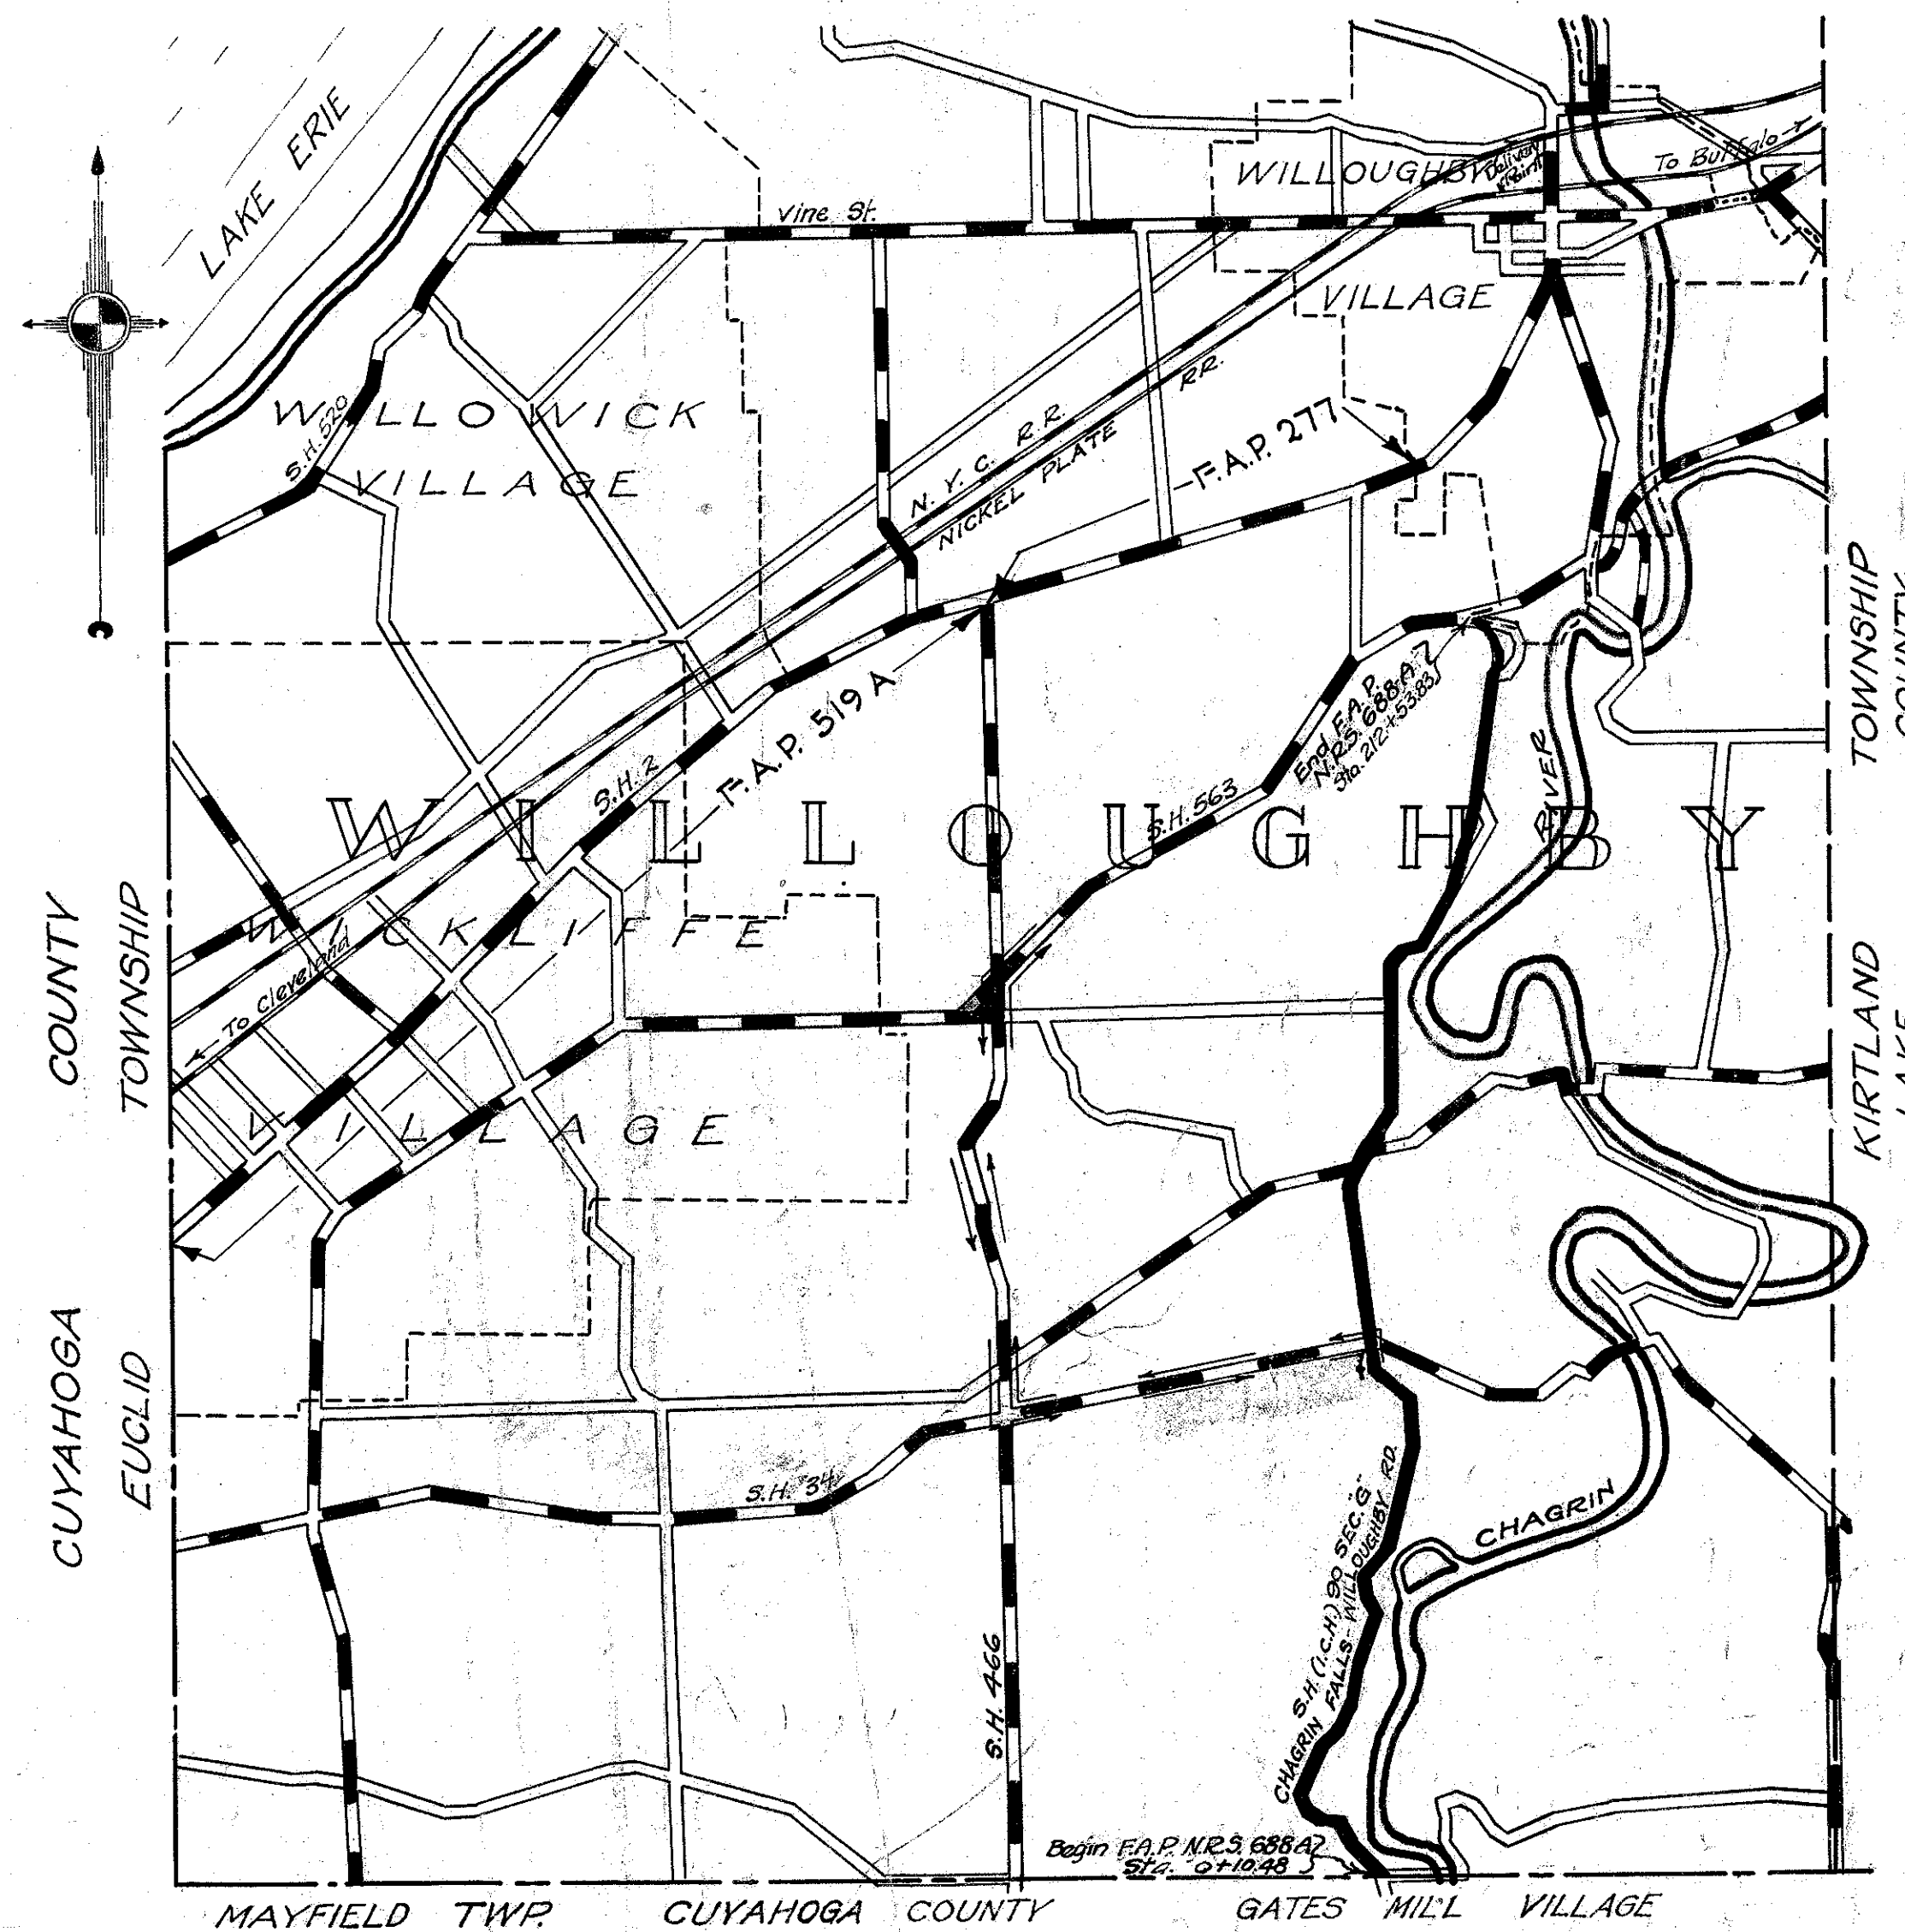 LAKE ERIE
WILLOUGHBY
Delivery
Point
To Buffalo
Vine St.
VILLAGE
WILLOWICK
VILLAGE
S.H. 520
N. Y. C. R. R.
NICKEL PLATE RR.
F.A.P. 277
F.A.P. 519 A
S.H. 2
End F.A.P.
N.R.S. 688-A
Sta. 212+53.83
S.H. 563
RIVER
WILLOUGHBY
TOWNSHIP
COUNTY
COUNTY
TOWNSHIP
WICKLIFFE
To Cleveland
VILLAGE
KIRTLAND
LAKE
CUYAHOGA
EUCLID
S.H. 34
S.H. 466
S.H. (I.C.H.) 90 SEC. "G"
CHAGRIN FALLS - WILLOUGHBY RD.
CHAGRIN
Begin F.A.P. N.R.S. 688A
Sta. 0+10.48
MAYFIELD TWP. CUYAHOGA COUNTY GATES MILL VILLAGE